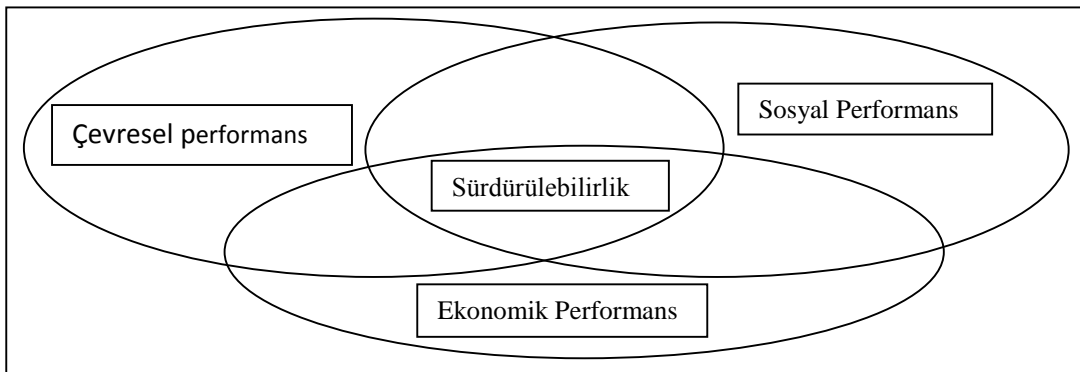 Çevresel performans
Sosyal Performans
Sürdürülebilirlik
Ekonomik Performans